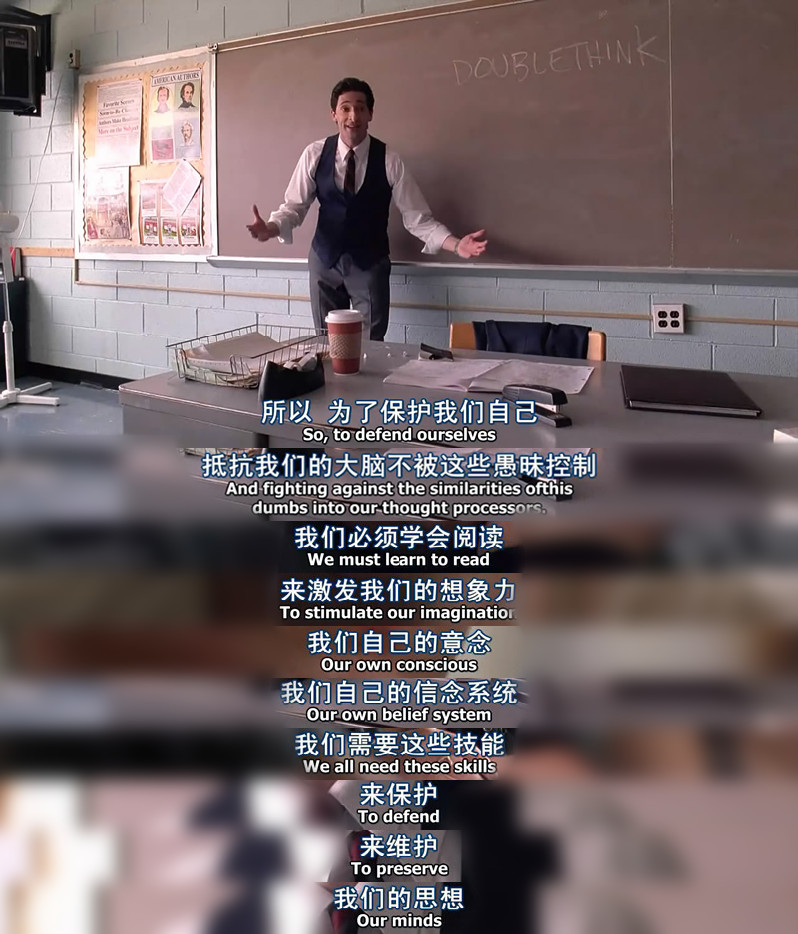 DOUBLETHINK
AMERICAN AUTHORS
所以 为了保护我们自己
So, to defend ourselves
抵抗我们的大脑不被这些愚昧控制
And fighting against the similarities ofthis
dumbs into our thought processors.
我们必须学会阅读
We must learn to read
来激发我们的想象力
To stimulate our imagination
我们自己的意念
Our own conscious
我们自己的信念系统
Our own belief system
我们需要这些技能
We all need these skills
来保护
To defend
来维护
To preserve
我们的思想
Our minds